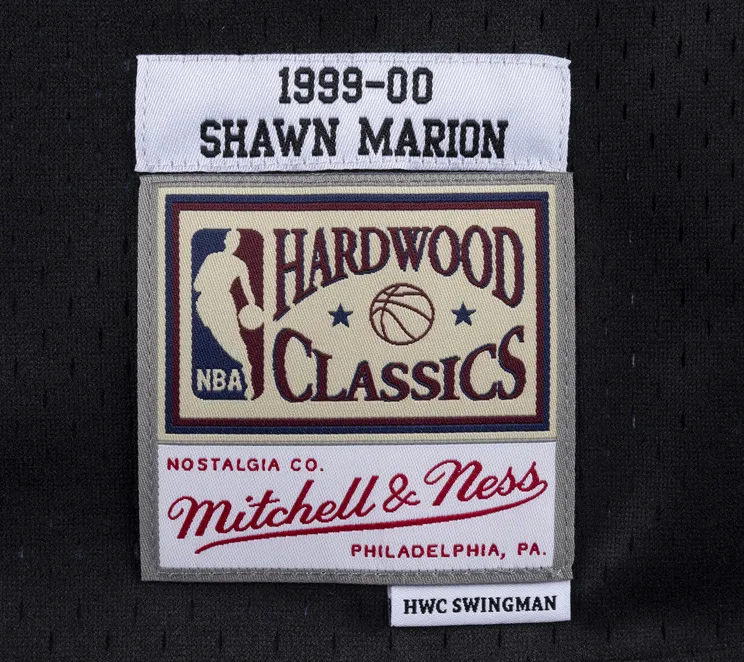 1999-00
SHAWN MARION
HARDWOOD
CLASSICS
NBA
NOSTALGIA CO.
Mitchell & Ness
PHILADELPHIA, PA.
HWC SWINGMAN